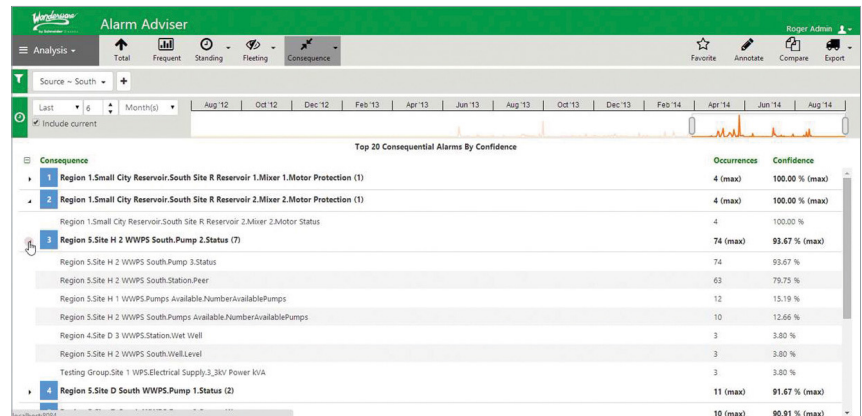 Wonderware
by Schneider Electric
Alarm Adviser
Roger Admin
Analysis
Total
Frequent
Standing
Fleeting
Consequence
Favorite
Annotate
Compare
Export
Source ~ South
+
Last 6 Month(s)
Aug '12 Oct '12 Dec '12 Feb '13 Apr '13 Jun '13 Aug '13 Oct '13 Dec '13 Feb '14 Apr '14 Jun '14 Aug '14
Include current
Top 20 Consequential Alarms By Confidence
Consequence Occurrences Confidence
1 Region 1.Small City Reservoir.South Site R Reservoir 1.Mixer 1.Motor Protection (1) 4 (max) 100.00 % (max)
2 Region 1.Small City Reservoir.South Site R Reservoir 2.Mixer 2.Motor Protection (1) 4 (max) 100.00 % (max)
Region 1.Small City Reservoir.South Site R Reservoir 2.Mixer 2.Motor Status 4 100.00 %
3 Region 5.Site H 2 WWPS South.Pump 2.Status (7) 74 (max) 93.67 % (max)
Region 5.Site H 2 WWPS South.Pump 3.Status 74 93.67 %
Region 5.Site H 2 WWPS South.Station.Peer 63 79.75 %
Region 5.Site H 1 WWPS.Pumps Available.NumberAvailablePumps 12 15.19 %
Region 5.Site H 2 WWPS South.Pumps Available.NumberAvailablePumps 10 12.66 %
Region 4.Site D 3 WWPS.Station.Wet Well 3 3.80 %
Region 5.Site H 2 WWPS South.Well.Level 3 3.80 %
Testing Group.Site 1 WPS.Electrical Supply.3_3kV Power kVA 3 3.80 %
4 Region 5.Site D South WWPS.Pump 1.Status (2) 11 (max) 91.67 % (max)
10 (max) 90.91 % (max)